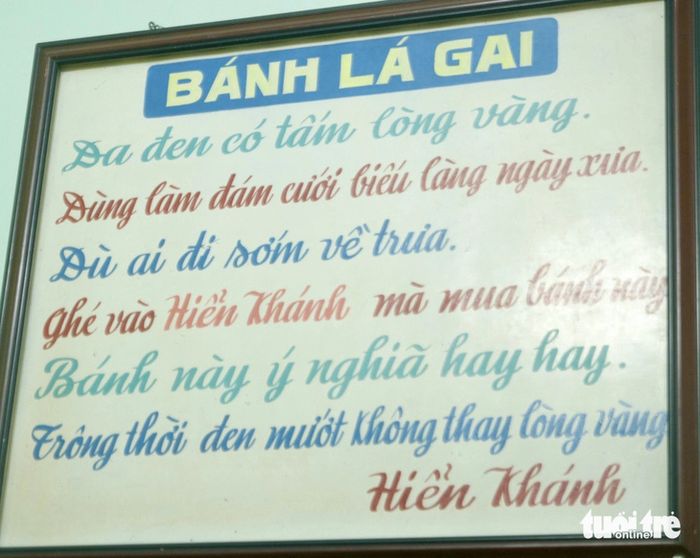 BÁNH LÁ GAI
Da đen có tấm lòng vàng.
Dùng làm đám cưới biếu làng ngày xưa.
Dù ai đi sớm về trưa.
Ghé vào Hiển Khánh mà mua bánh này
Bánh này ý nghiã hay hay.
Trông thời đen mướt không thay lòng vàng
Hiển Khánh
tuổi trẻ
online